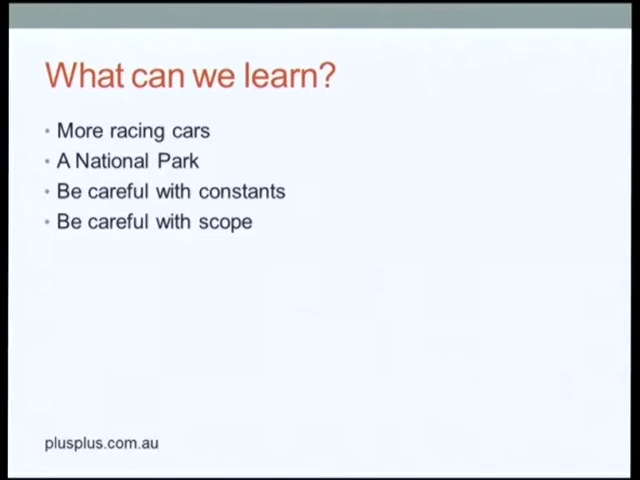 What can we learn?
• More racing cars
• A National Park
• Be careful with constants
• Be careful with scope
plusplus.com.au